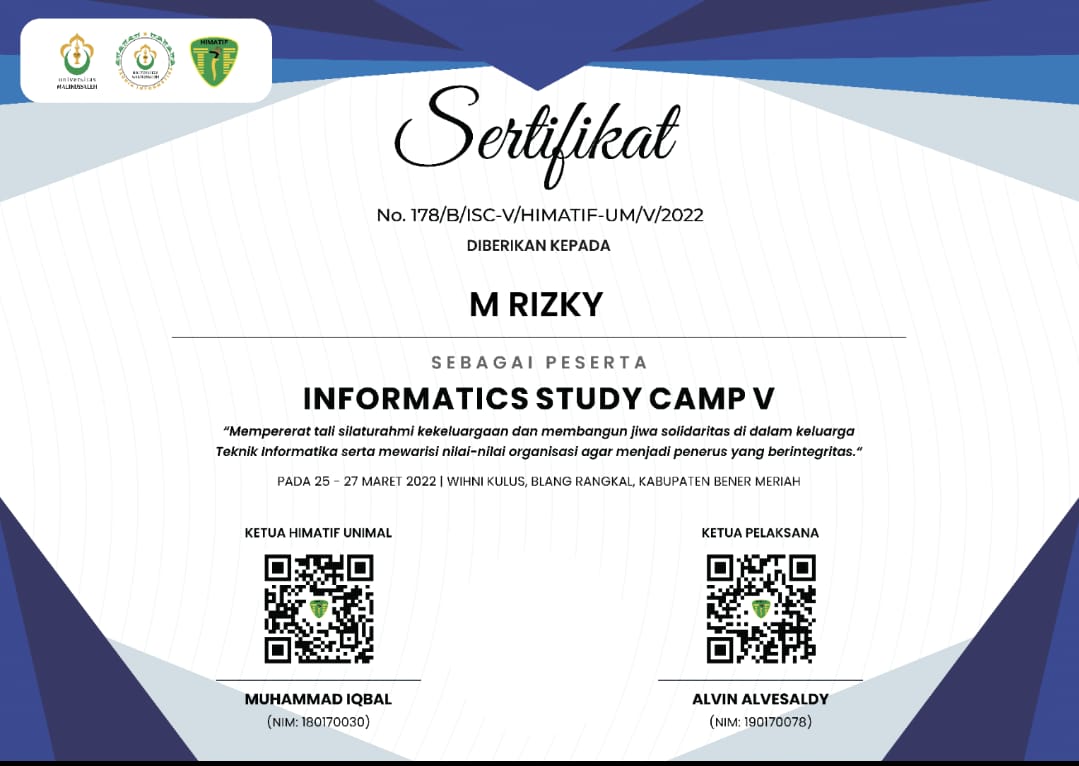 universitas
MALIKUSSALEH
HIMATIF
Sertifikat
No. 178/B/ISC-V/HIMATIF-UM/V/2022
DIBERIKAN KEPADA
M RIZKY
SEBAGAI PESERTA
INFORMATICS STUDY CAMP V
“Mempererat tali silaturahmi kekeluargaan dan membangun jiwa solidaritas di dalam keluarga
Teknik Informatika serta mewarisi nilai-nilai organisasi agar menjadi penerus yang berintegritas.“
PADA 25 - 27 MARET 2022 | WIHNI KULUS, BLANG RANGKAL, KABUPATEN BENER MERIAH
KETUA HIMATIF UNIMAL
KETUA PELAKSANA
MUHAMMAD IQBAL
ALVIN ALVESALDY
(NIM: 180170030)
(NIM: 190170078)